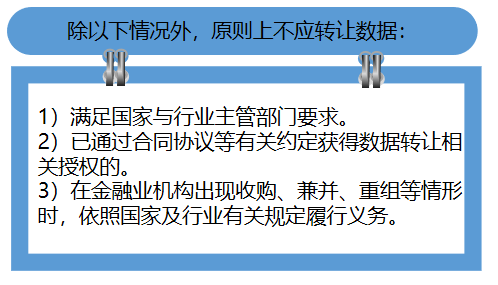 除以下情况外，原则上不应转让数据：
1）满足国家与行业主管部门要求。
2）已通过合同协议等有关约定获得数据转让相
关授权的。
3）在金融业机构出现收购、兼并、重组等情形
时，依照国家及行业有关规定履行义务。